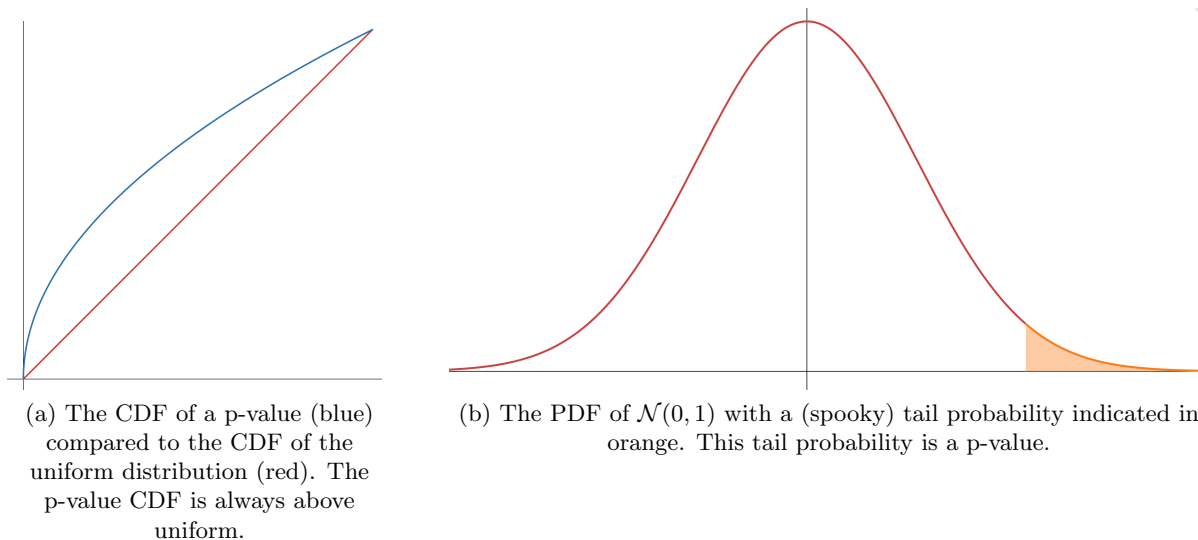 (a) The CDF of a p-value (blue)
compared to the CDF of the
uniform distribution (red). The
p-value CDF is always above
uniform.
(b) The PDF of 𝒩(0, 1) with a (spooky) tail probability indicated in
orange. This tail probability is a p-value.